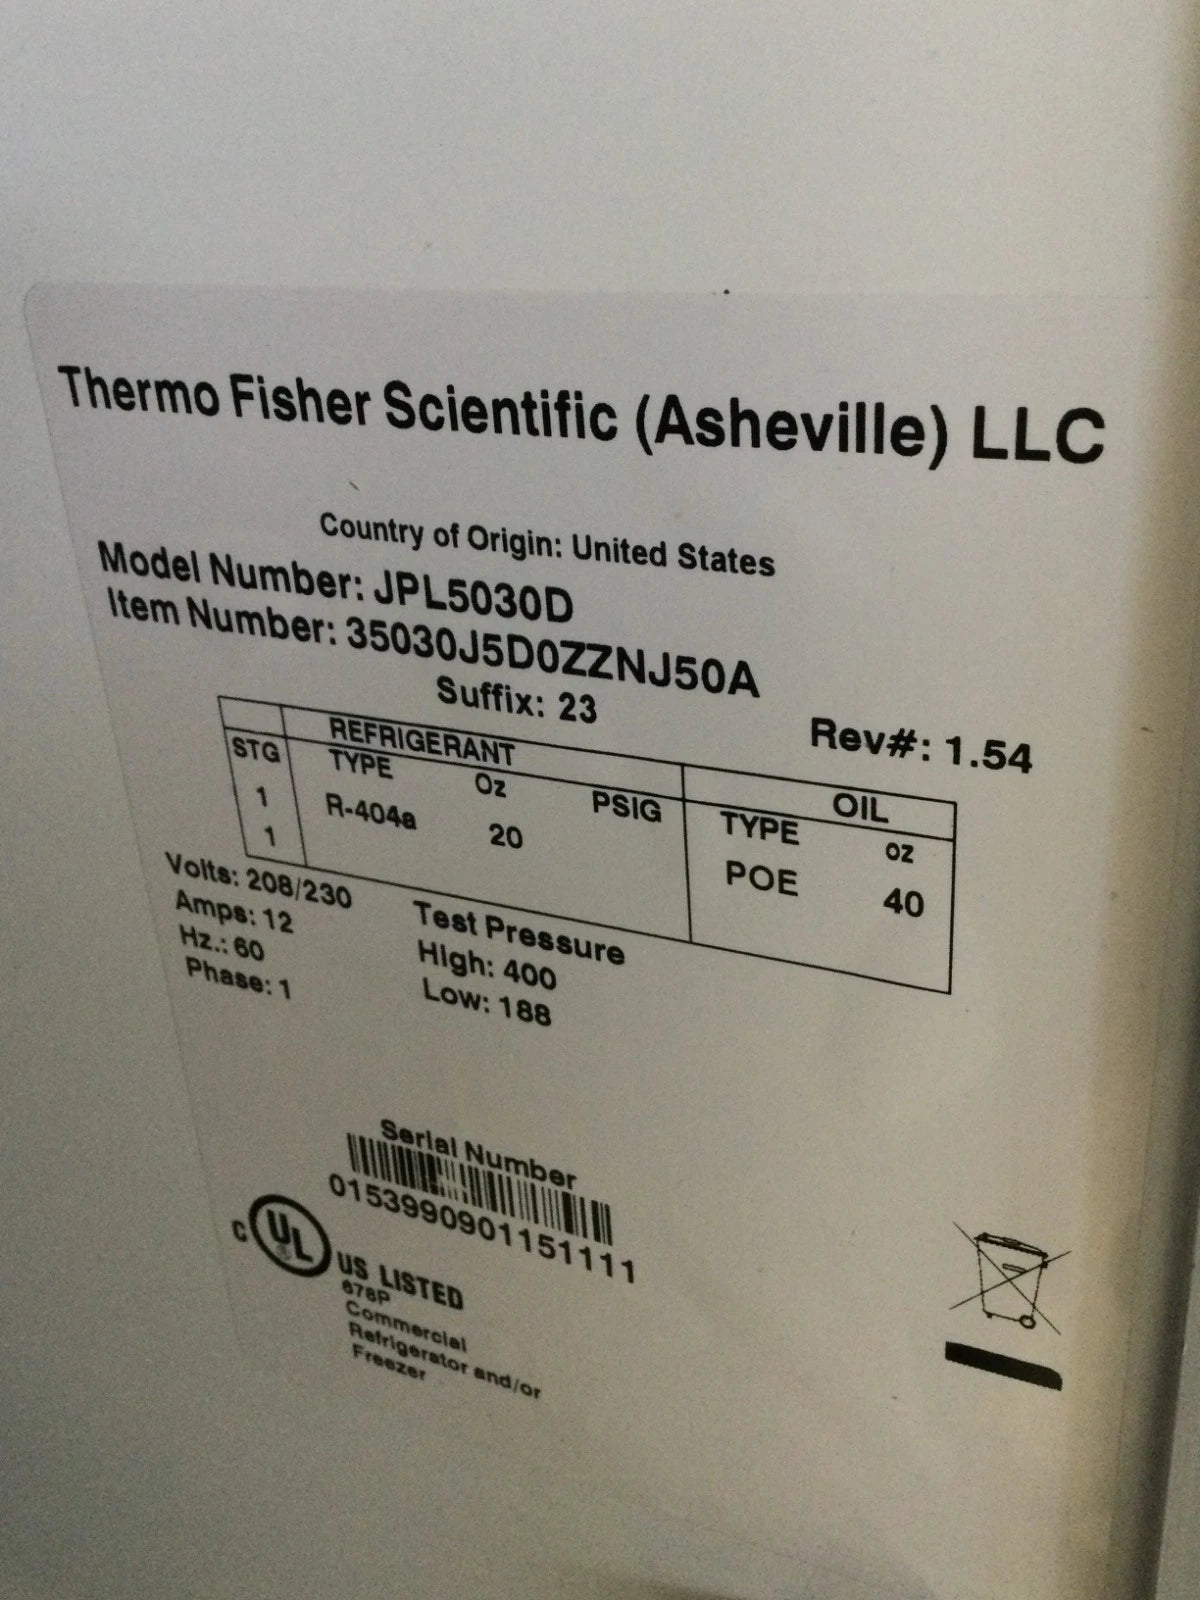 Thermo Fisher Scientific (Asheville) LLC
Country of Origin: United States
Model Number: JPL5030D
Item Number: 35030J5D0ZZNJ50A
Suffix: 23
Rev#: 1.54
REFRIGERANT OIL
STG TYPE Oz PSIG TYPE oz
1 R-404a 20 POE 40
1
Volts: 208/230
Amps: 12
Hz.: 60
Phase: 1
Test Pressure
High: 400
Low: 188
Serial Number
0153990901151111
C UL US LISTED
678P
Commercial
Refrigerator and/or
Freezer